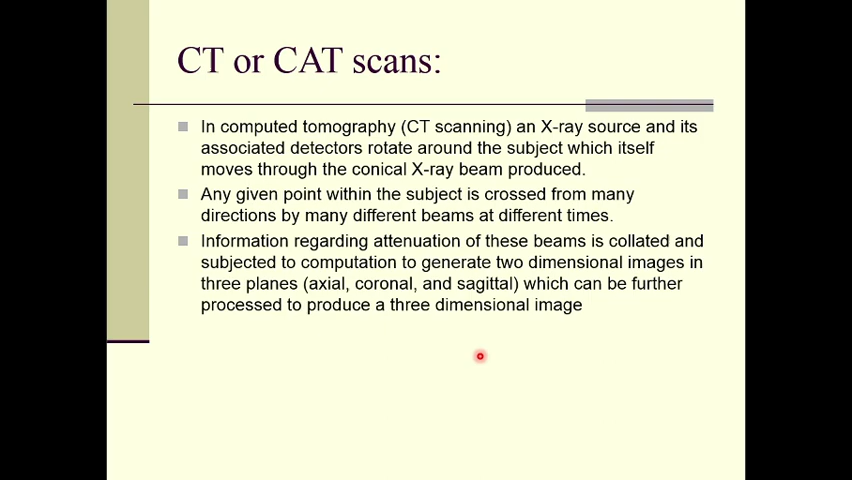 CT or CAT scans:
In computed tomography (CT scanning) an X-ray source and its
associated detectors rotate around the subject which itself
moves through the conical X-ray beam produced.
Any given point within the subject is crossed from many
directions by many different beams at different times.
Information regarding attenuation of these beams is collated and
subjected to computation to generate two dimensional images in
three planes (axial, coronal, and sagittal) which can be further
processed to produce a three dimensional image